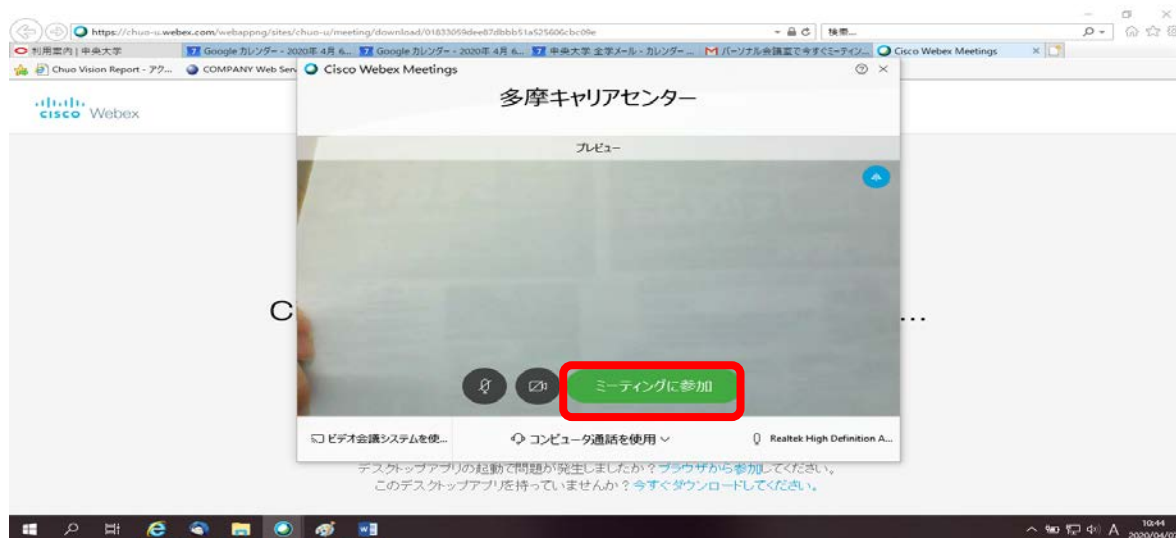 https://chuo-u.webex.com/webappng/sites/chuo-u/meeting/download/01833059dee87dbbb51a525606cbc09e
検索...
利用案内 | 中央大学
Google カレンダー - 2020年 4月 6...
Google カレンダー - 2020年 4月 6...
中央大学 全学メール・カレンダー ...
パーソナル会議室で今すぐミーティン...
Cisco Webex Meetings
Chuo Vision Report - アク...
COMPANY Web Ser
Cisco Webex Meetings
多摩キャリアセンター
cisco Webex
プレビュー
C
...
ミーティングに参加
ビデオ会議システムを使...
コンピュータ通話を使用
Realtek High Definition A...
デスクトップアプリの起動で問題が発生しましたか？ブラウザから参加してください。
このデスクトップアプリを持っていませんか？今すぐダウンロードしてください。
A
10:44